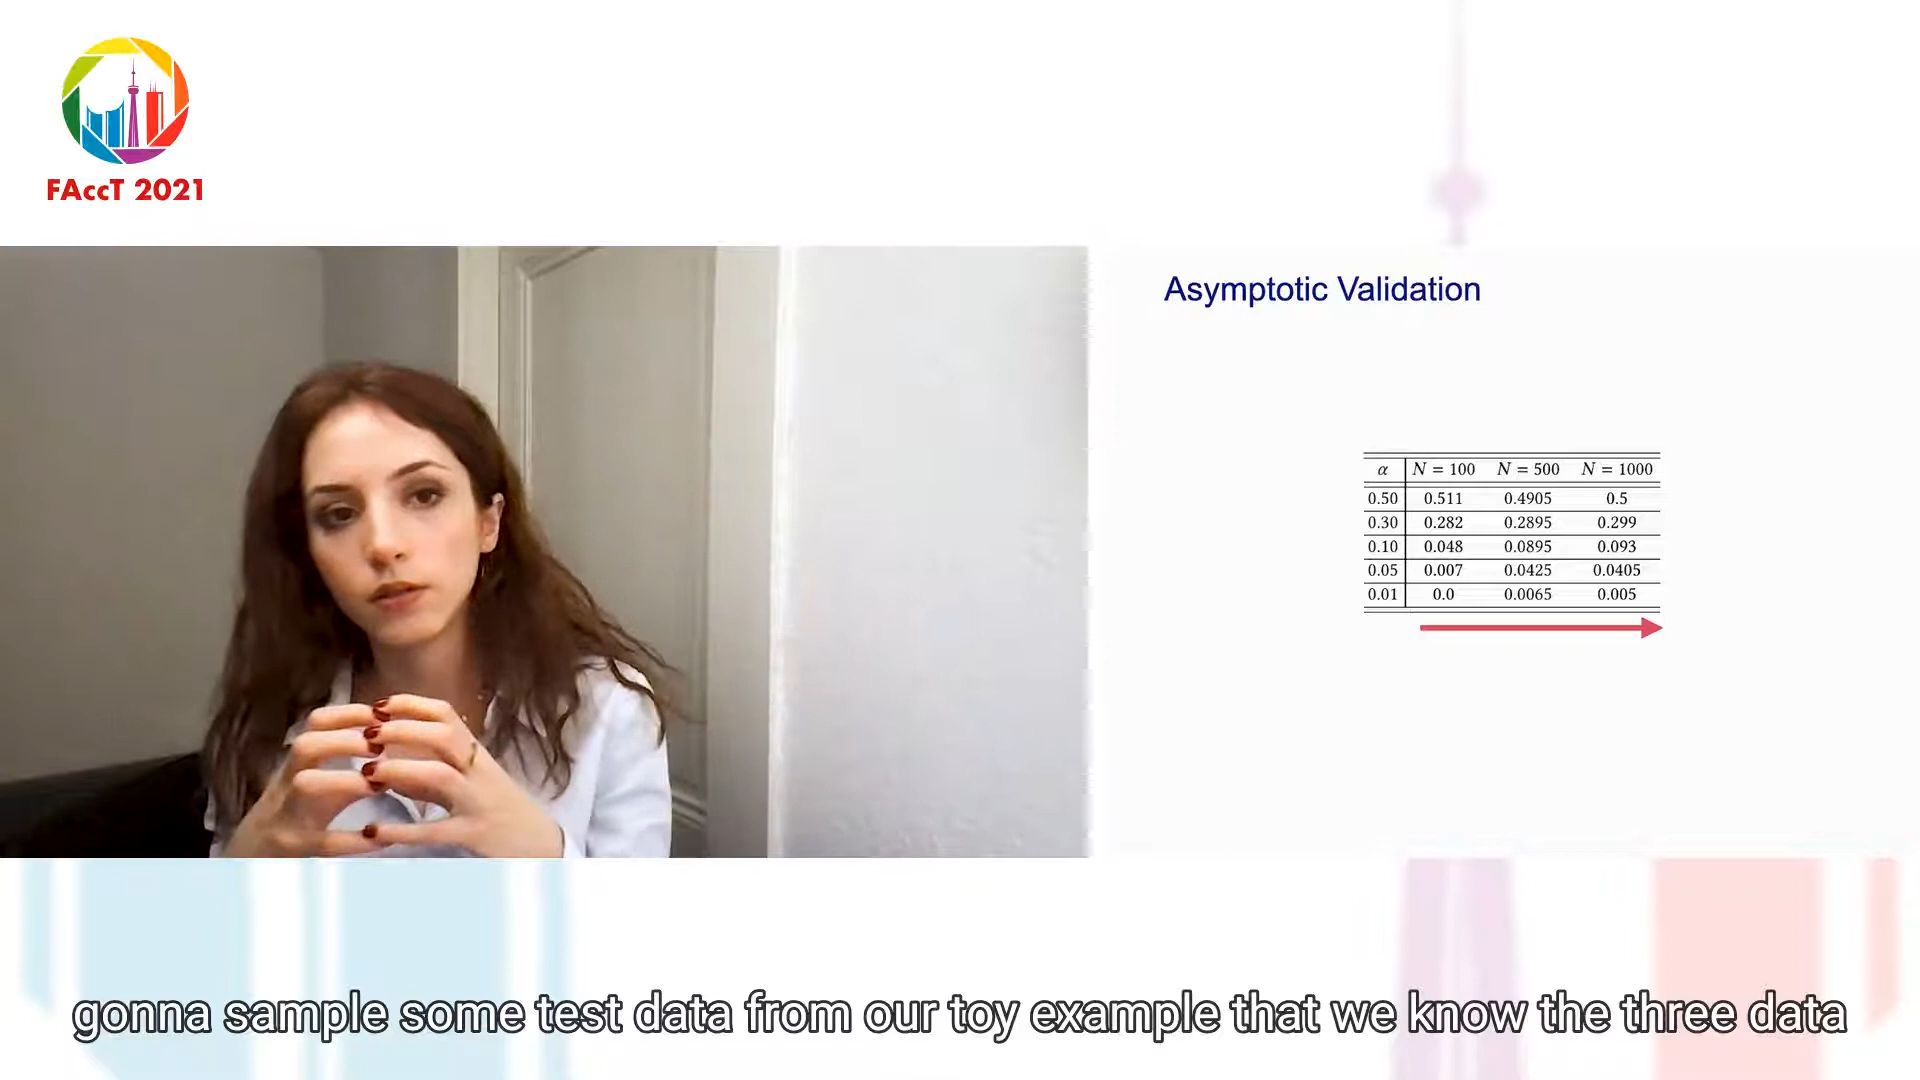 FAccT 2021
Asymptotic Validation
α N = 100 N = 500 N = 1000
0.50 0.511 0.4905 0.5
0.30 0.282 0.2895 0.299
0.10 0.048 0.0895 0.093
0.05 0.007 0.0425 0.0405
0.01 0.0 0.0065 0.005
gonna sample some test data from our toy example that we know the three data